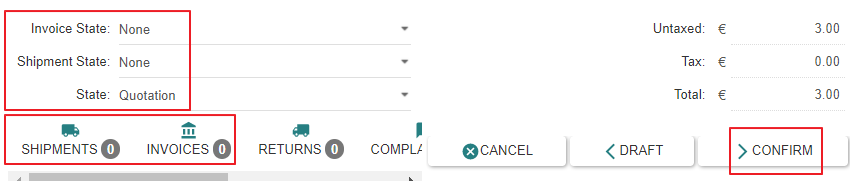 Invoice State: None
Untaxed: € 3.00
Shipment State: None
Tax: € 0.00
State: Quotation
Total: € 3.00
SHIPMENTS 0 INVOICES 0 RETURNS 0 COMPLA
CANCEL DRAFT CONFIRM